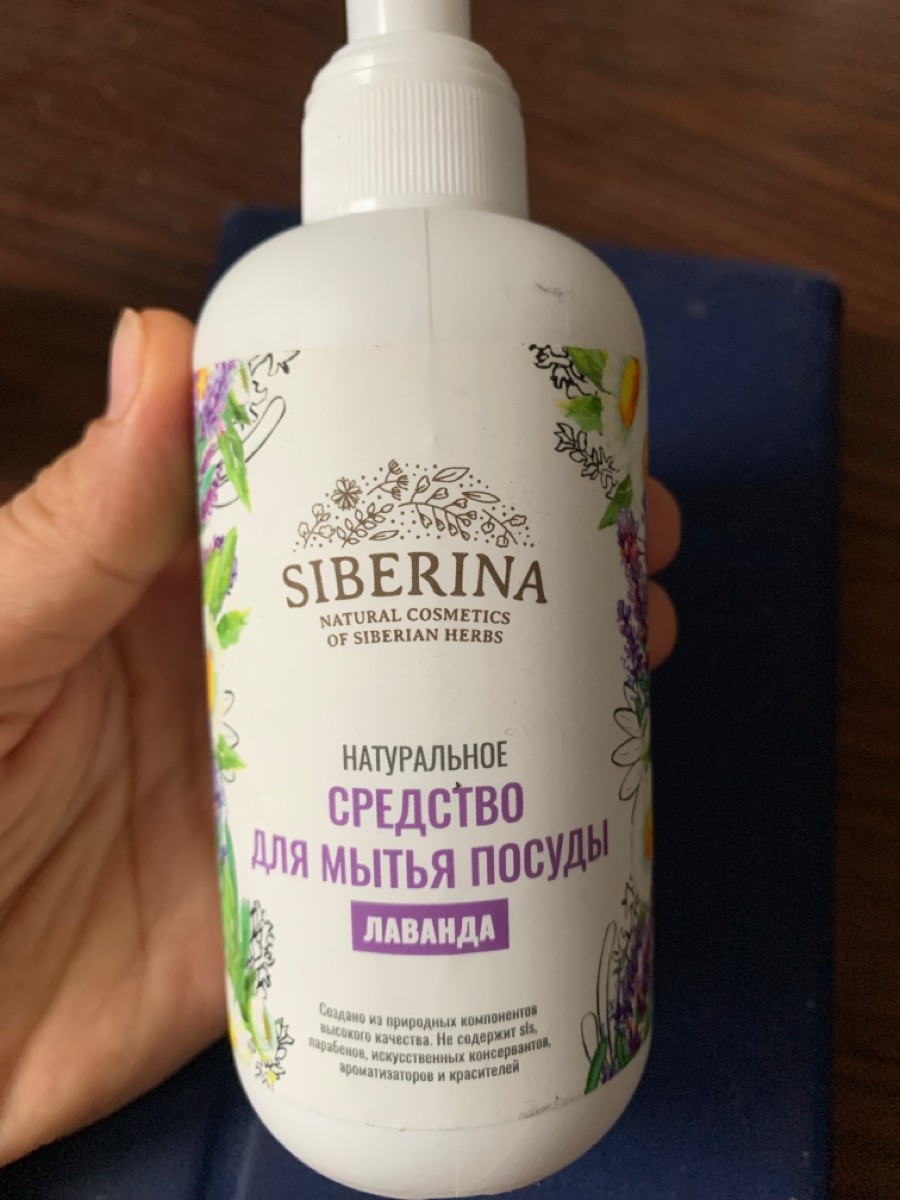 SIBERINA
NATURAL COSMETICS
OF SIBERIAN HERBS
НАТУРАЛЬНОЕ
СРЕДСТВО
ДЛЯ МЫТЬЯ ПОСУДЫ
ЛАВАНДА
Создано из природных компонентов
высокого качества. Не содержит sls,
парабенов, искусственных консервантов,
ароматизаторов и красителей